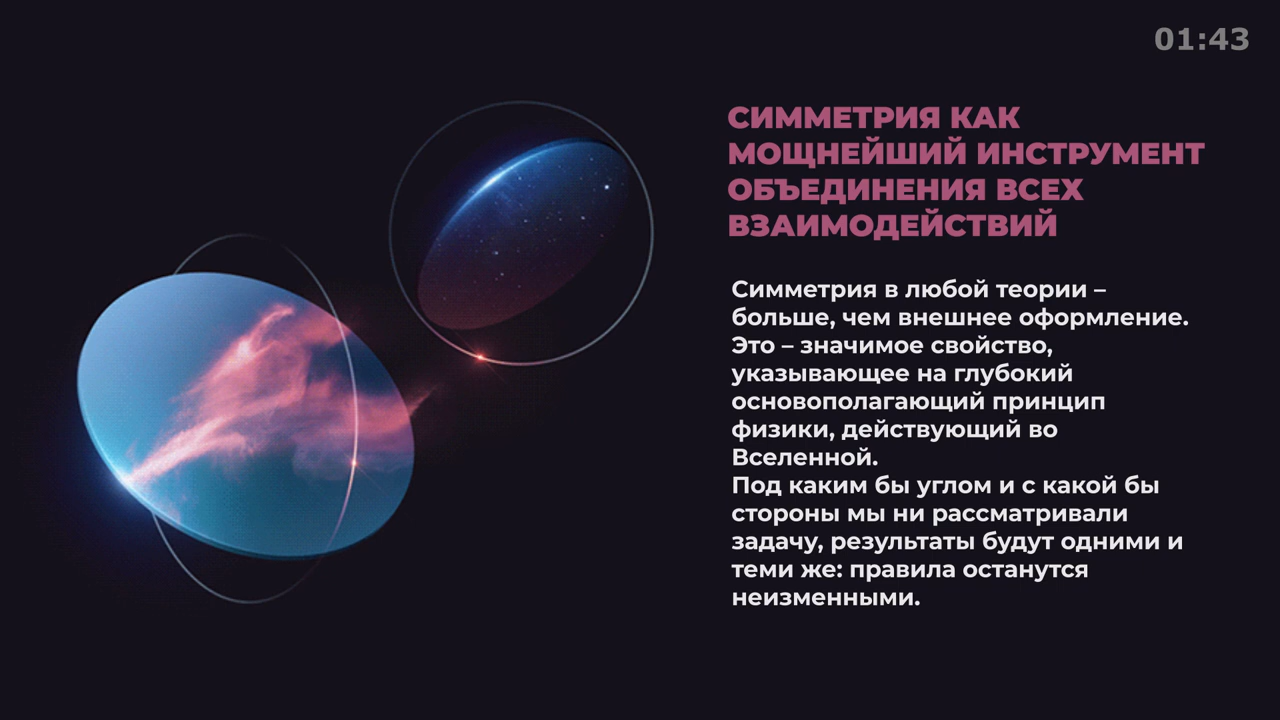 01:43
СИММЕТРИЯ КАК
МОЩНЕЙШИЙ ИНСТРУМЕНТ
ОБЪЕДИНЕНИЯ ВСЕХ
ВЗАИМОДЕЙСТВИЙ
Симметрия в любой теории –
больше, чем внешнее оформление.
Это – значимое свойство,
указывающее на глубокий
основополагающий принцип
физики, действующий во
Вселенной.
Под каким бы углом и с какой бы
стороны мы ни рассматривали
задачу, результаты будут одними и
теми же: правила останутся
неизменными.